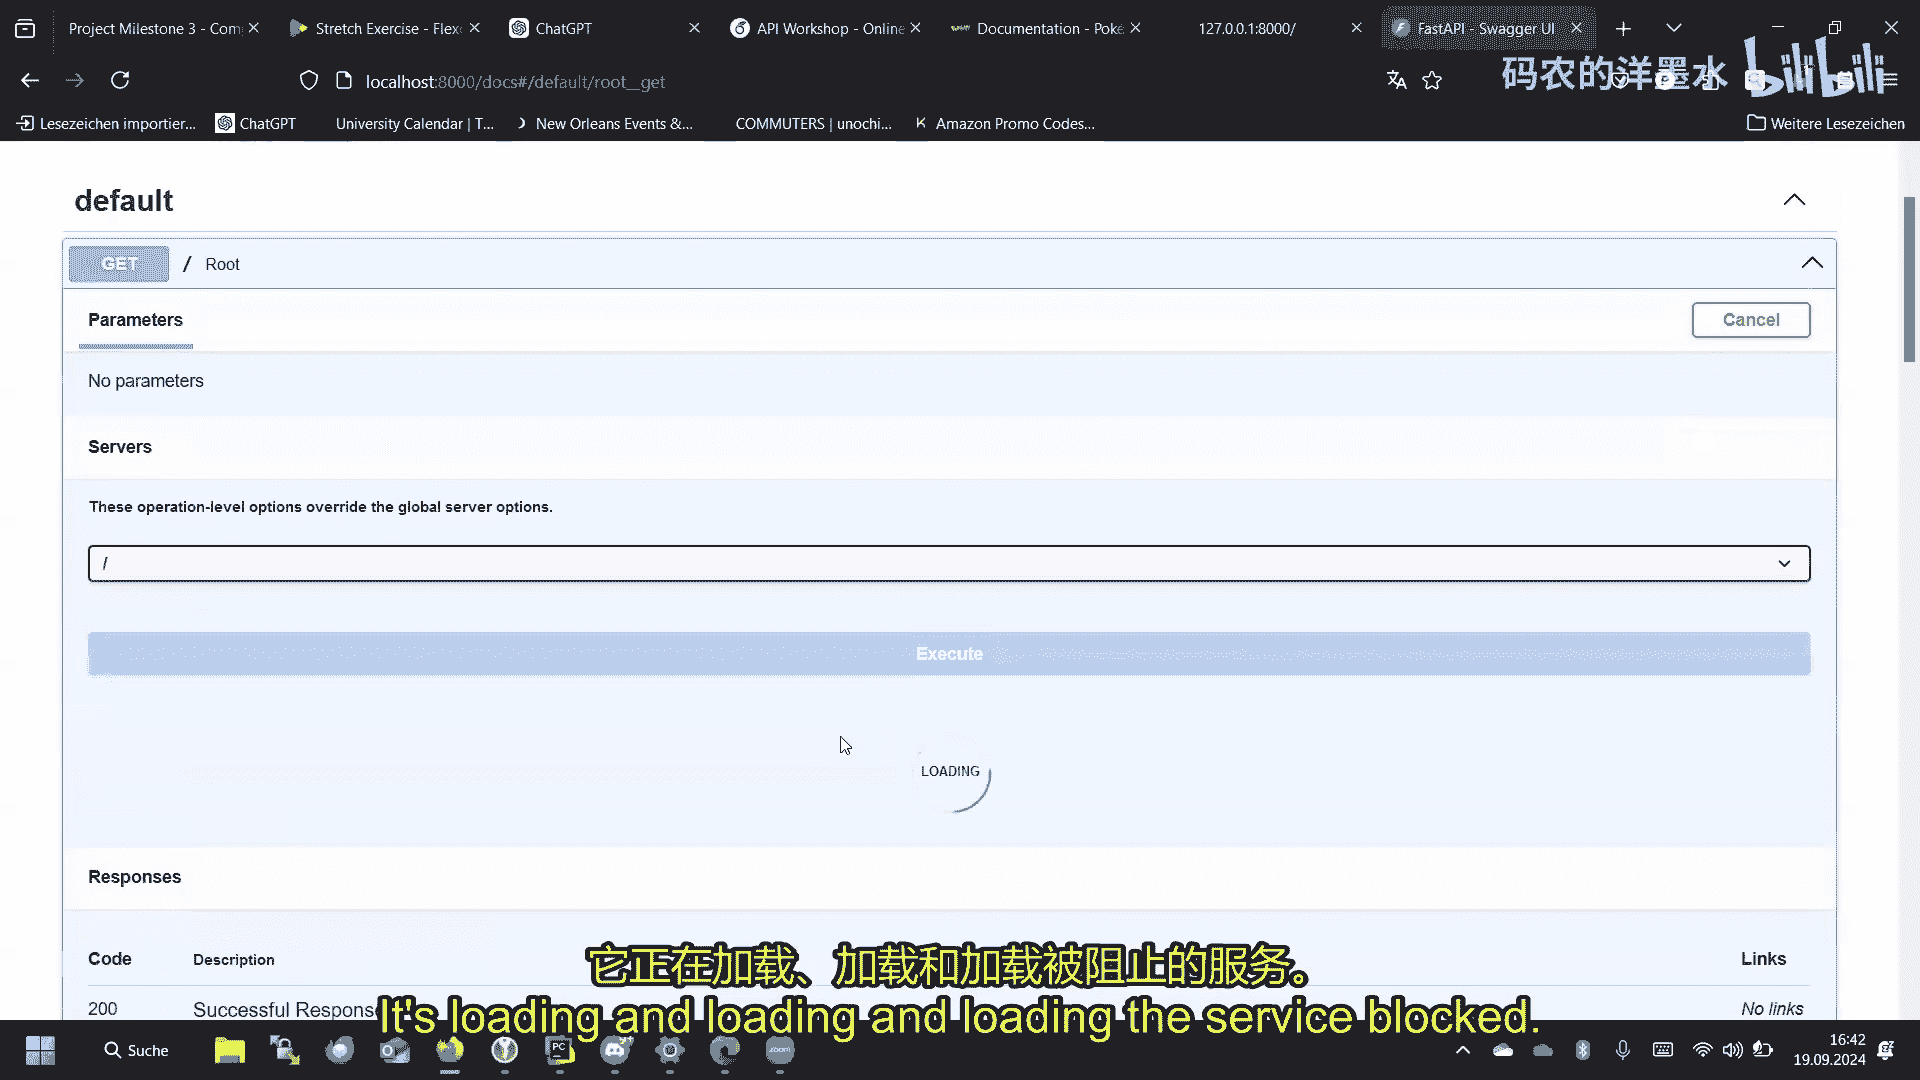 Project Milestone 3 - Com
Stretch Exercise - Flex
ChatGPT
API Workshop - Online
Documentation - Poké
127.0.0.1:8000/
FastAPI - Swagger UI
localhost:8000/docs#/default/root__get
码农的洋墨水 bilibili
Lesezeichen importier...
ChatGPT
University Calendar | T...
New Orleans Events &...
COMMUTERS | unochi...
K Amazon Promo Codes...
Weitere Lesezeichen
default
GET / Root
Parameters
Cancel
No parameters
Servers
These operation-level options override the global server options.
/
Execute
LOADING
Responses
Code Description Links
200 Successful Respons No links
它正在加载、加载和加载被阻止的服务。
It's loading and loading and loading the service blocked.
Suche
PC
zoom
16:42
19.09.2024